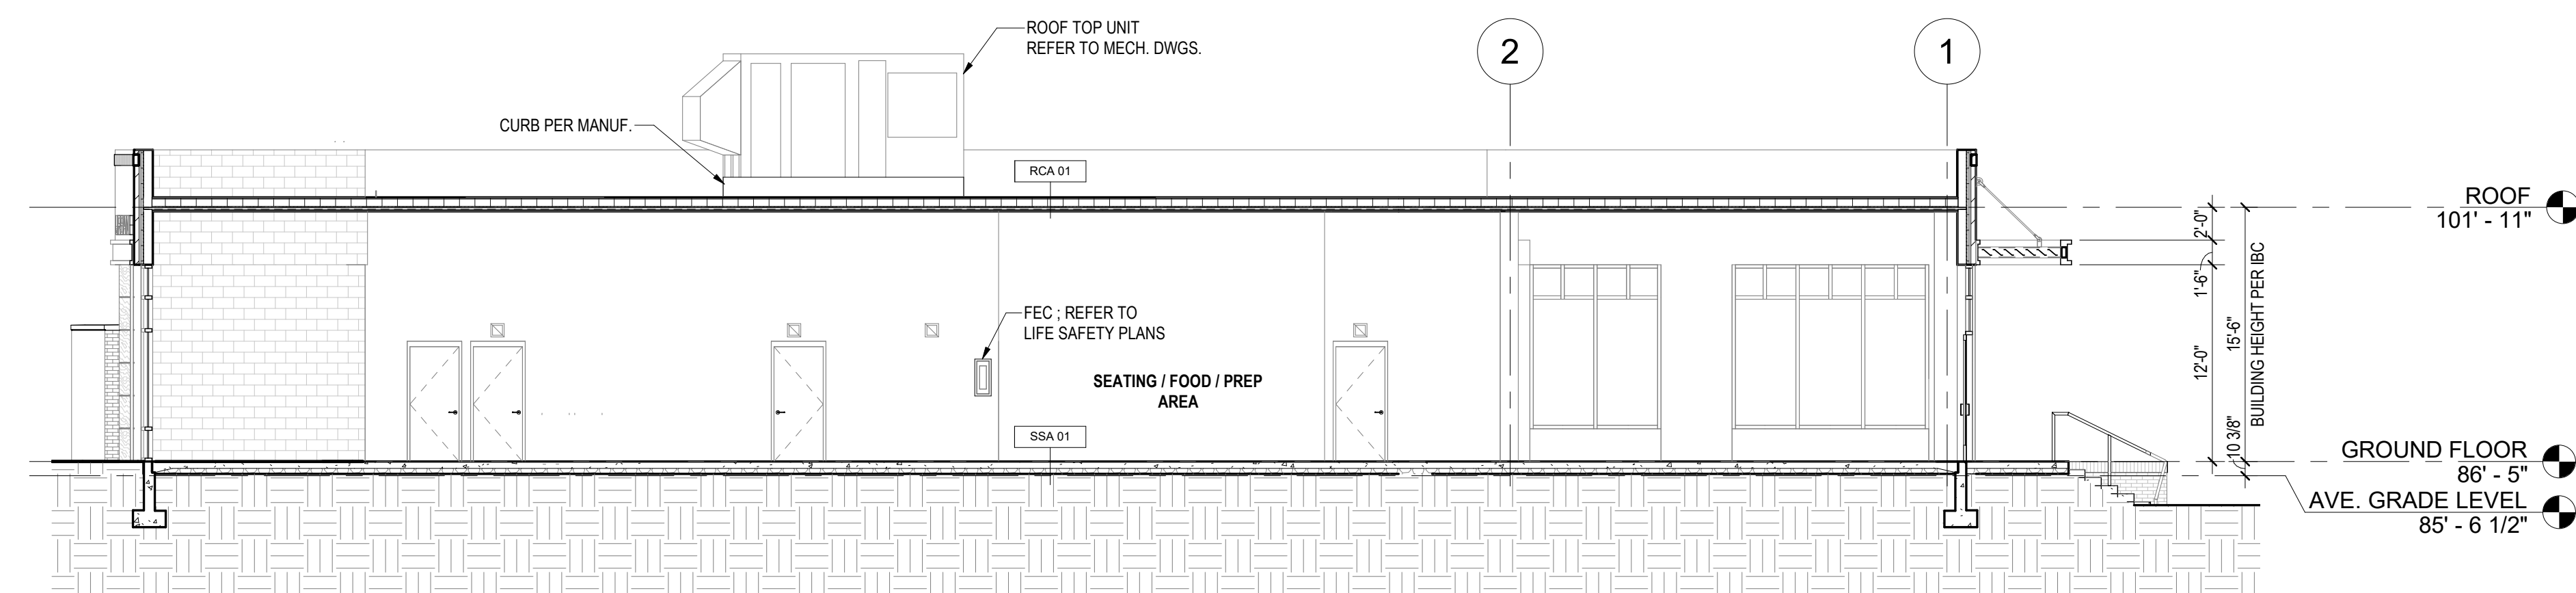 ROOF TOP UNIT
REFER TO MECH. DWGS.
2
1
CURB PER MANUF.
RCA 01
ROOF
101' - 11"
2'-0"
1'-6"
12'-0"
15'-6"
10 3/8"
BUILDING HEIGHT PER IBC
FEC ; REFER TO
LIFE SAFETY PLANS
SEATING / FOOD / PREP
AREA
SSA 01
GROUND FLOOR
86' - 5"
AVE. GRADE LEVEL
85' - 6 1/2"